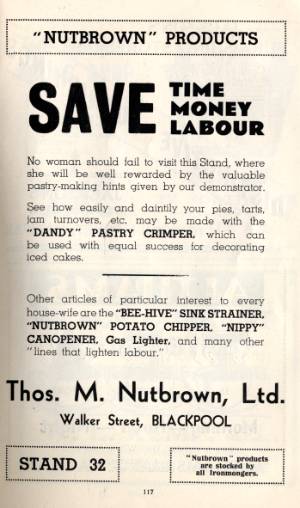 "NUTBROWN" PRODUCTS
SAVE TIME
MONEY
LABOUR
No woman should fail to visit this Stand, where
she will be well rewarded by the valuable
pastry-making hints given by our demonstrator.
See how easily and daintily your pies, tarts,
jam turnovers, etc. may be made with the
"DANDY" PASTRY CRIMPER, which can
be used with equal success for decorating
iced cakes.
Other articles of particular interest to every
house-wife are the "BEE-HIVE" SINK STRAINER,
"NUTBROWN" POTATO CHIPPER, "NIPPY"
CANOPENER, Gas Lighter, and many other
"lines that lighten labour."
Thos. M. Nutbrown, Ltd.
Walker Street, BLACKPOOL
STAND 32
"Nutbrown" products
are stocked by
all Ironmongers.
117